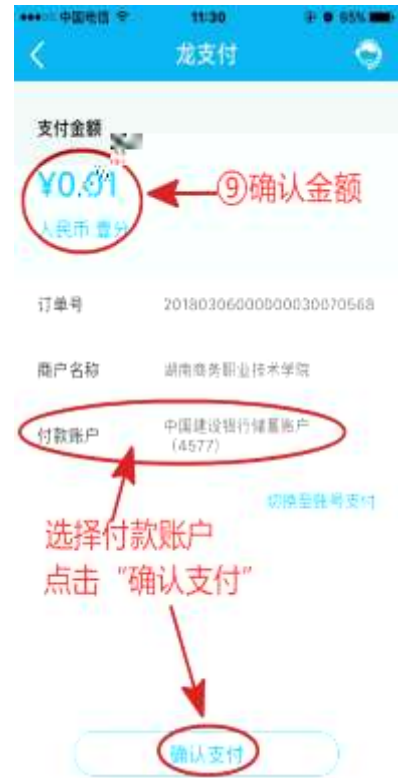 中国电信 11:30 65%
龙支付
支付金额
¥0.01
⑨确认金额
人民币 壹分
订单号 20180306000000030070568
商户名称 湖南商务职业技术学院
付款账户 中国建设银行储蓄账户
(4577)
切换至账号支付
选择付款账户
点击“确认支付”
确认支付